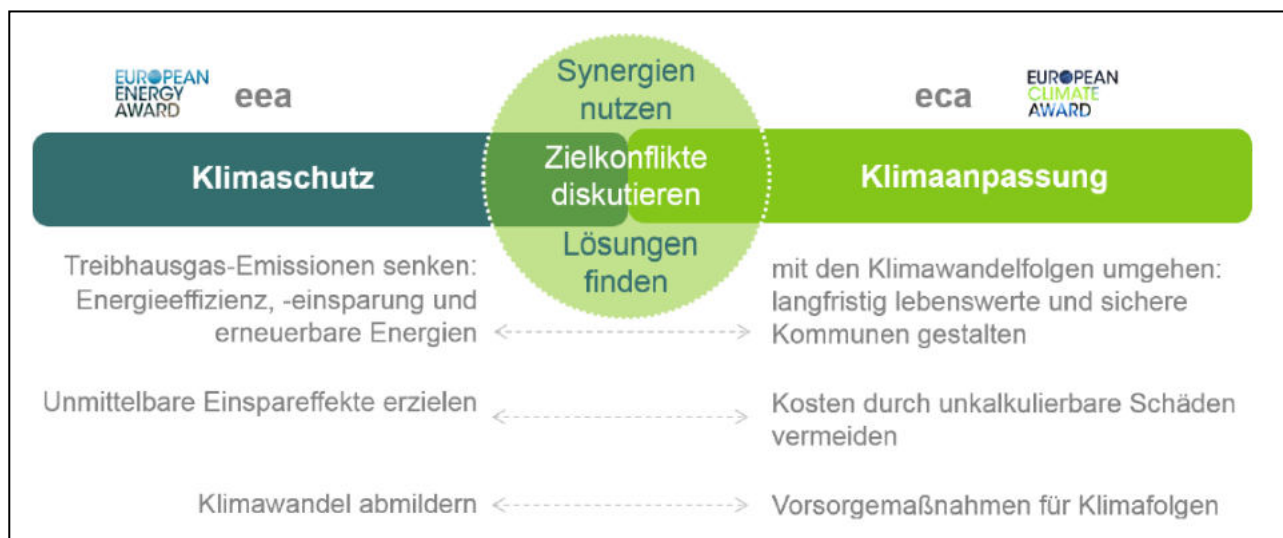 EUROPEAN
ENERGY
AWARD
eea
Synergien
nutzen
eca
EUROPEAN
CLIMATE
AWARD
Klimaschutz
Zielkonflikte
diskutieren
Klimaanpassung
Lösungen
finden
Treibhausgas-Emissionen senken:
Energieeffizienz, -einsparung und
erneuerbare Energien
mit den Klimawandelfolgen umgehen:
langfristig lebenswerte und sichere
Kommunen gestalten
Unmittelbare Einspareffekte erzielen
Kosten durch unkalkulierbare Schäden
vermeiden
Klimawandel abmildern
Vorsorgemaßnahmen für Klimafolgen